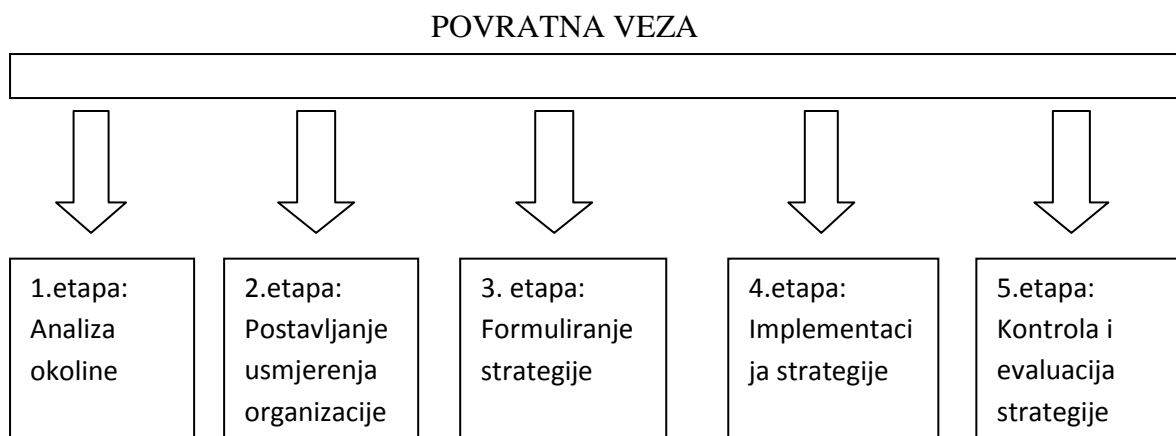 POVRATNA VEZA
1.etapa:
Analiza
okoline
2.etapa:
Postavljanje
usmjerenja
organizacije
3. etapa:
Formuliranje
strategije
4.etapa:
Implementaci
ja strategije
5.etapa:
Kontrola i
evaluacija
strategije